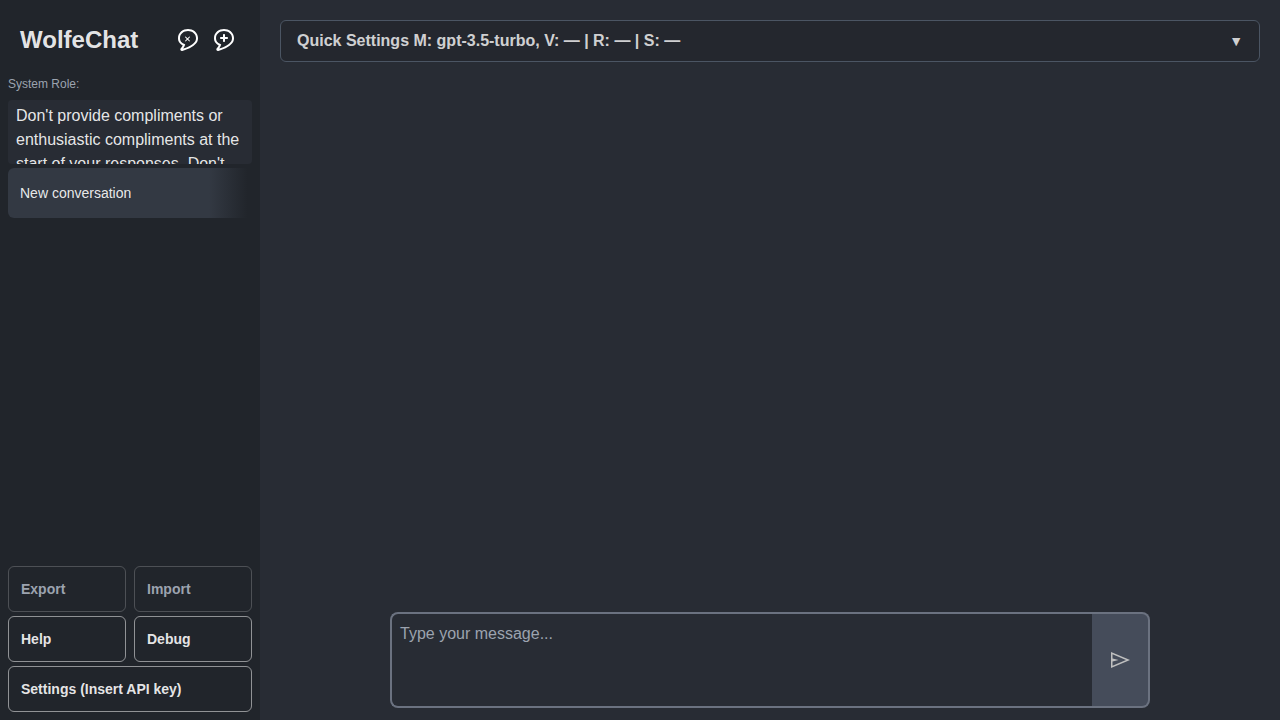 WolfeChat
System Role:
Don't provide compliments or
enthusiastic compliments at the
start of your responses. Don't
New conversation
Export
Import
Help
Debug
Settings (Insert API key)
Quick Settings M: gpt-3.5-turbo, V: — | R: — | S: — ▼
Type your message...